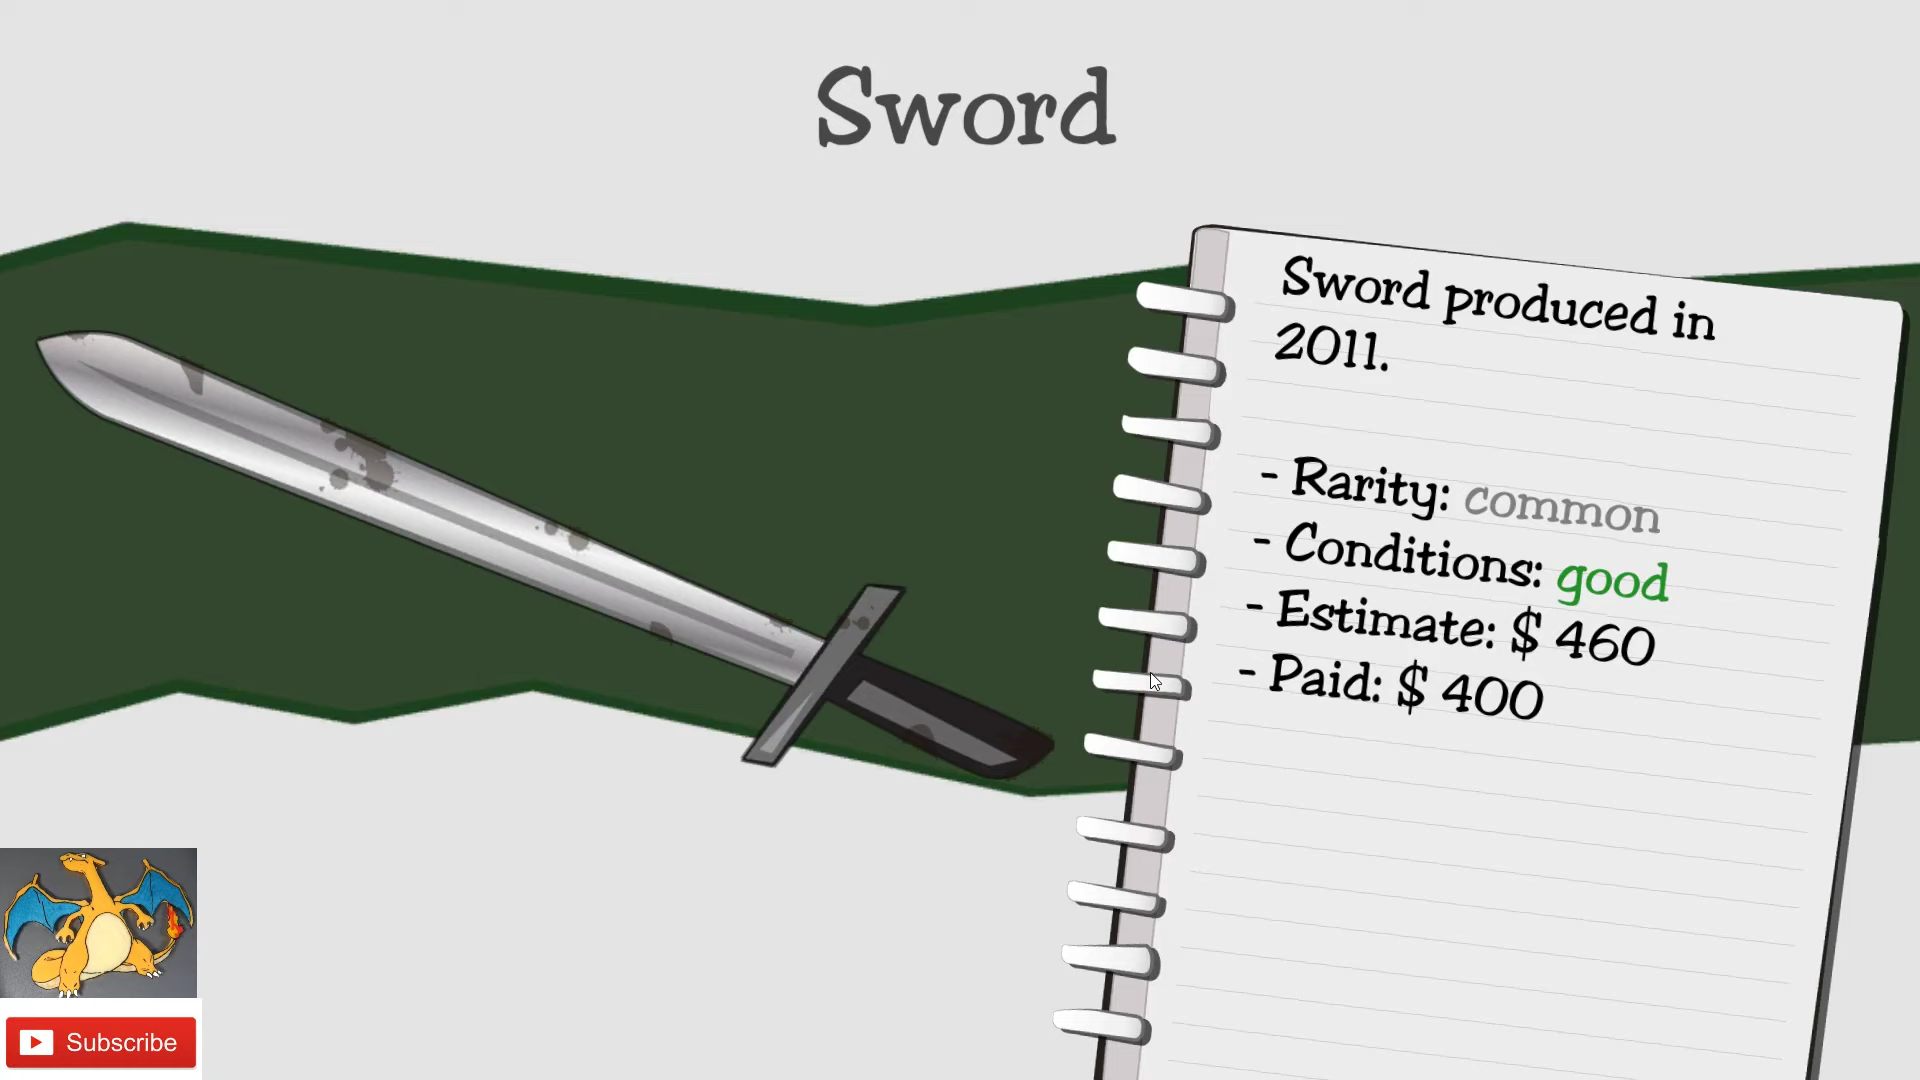 Sword
Sword produced in
2011.
- Rarity: common
- Conditions: good
- Estimate: $ 460
- Paid: $ 400
Subscribe